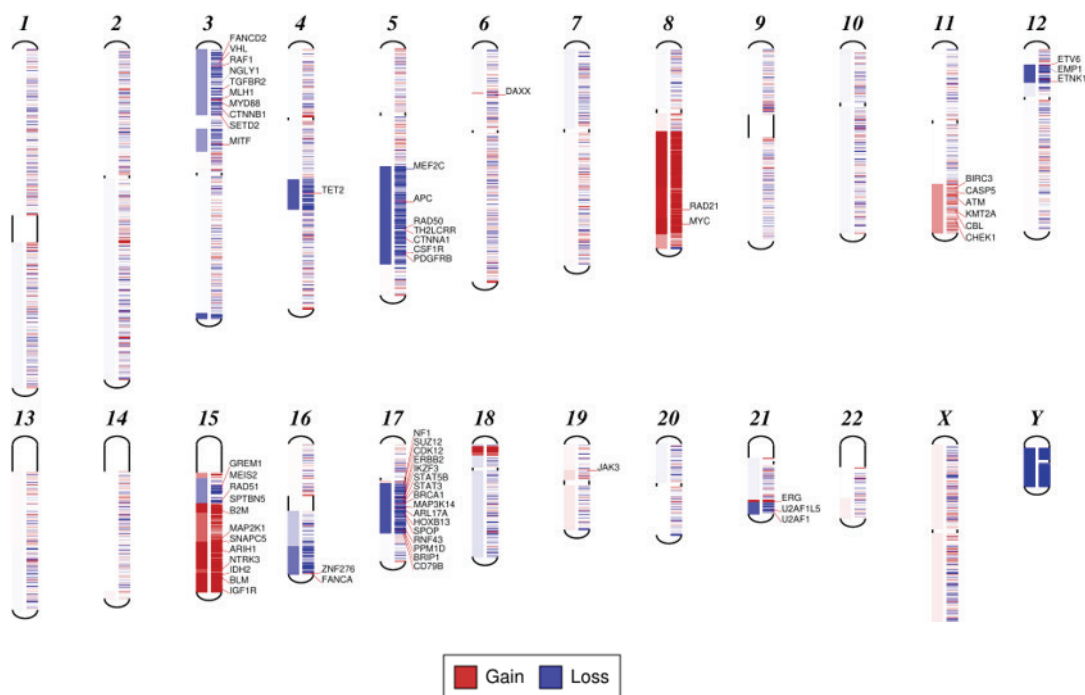 1 2 3 4 5 6 7 8 9 10 11 12
FANCD2
VHL
RAF1
NGLY1
TGFBR2
MLH1
MYD88
CTNNB1
SETD2
MITF
TET2
MEF2C
APC
RAD50
TH2LCRR
CTNNA1
CSF1R
PDGFRB
DAXX
RAD21
MYC
BIRC3
CASP5
ATM
KMT2A
CBL
CHEK1
ETV6
EMP1
ETNK1
13 14 15 16 17 18 19 20 21 22 X Y
GREM1
MEIS2
RAD51
SPTBN5
B2M
MAP2K1
SNAPC5
ARIH1
NTRK3
IDH2
BLM
IGF1R
ZNF276
FANCA
NF1
SUZ12
CDK12
ERBB2
IKZF3
STAT5B
STAT3
BRCA1
MAP3K14
ARL17A
HOXB13
SPOP
RNF43
PPM1D
BRIP1
CD79B
JAK3
ERG
U2AF1L5
U2AF1
Gain Loss